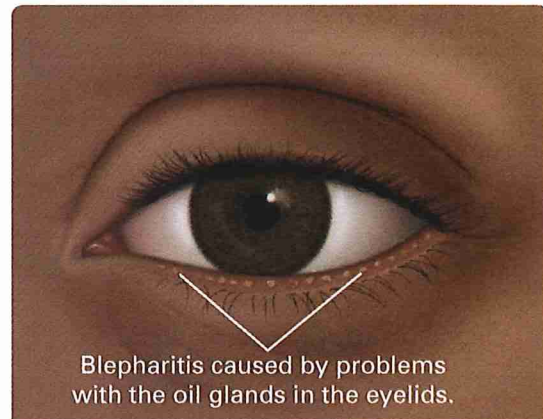 Blepharitis caused by problems
with the oil glands in the eyelids.